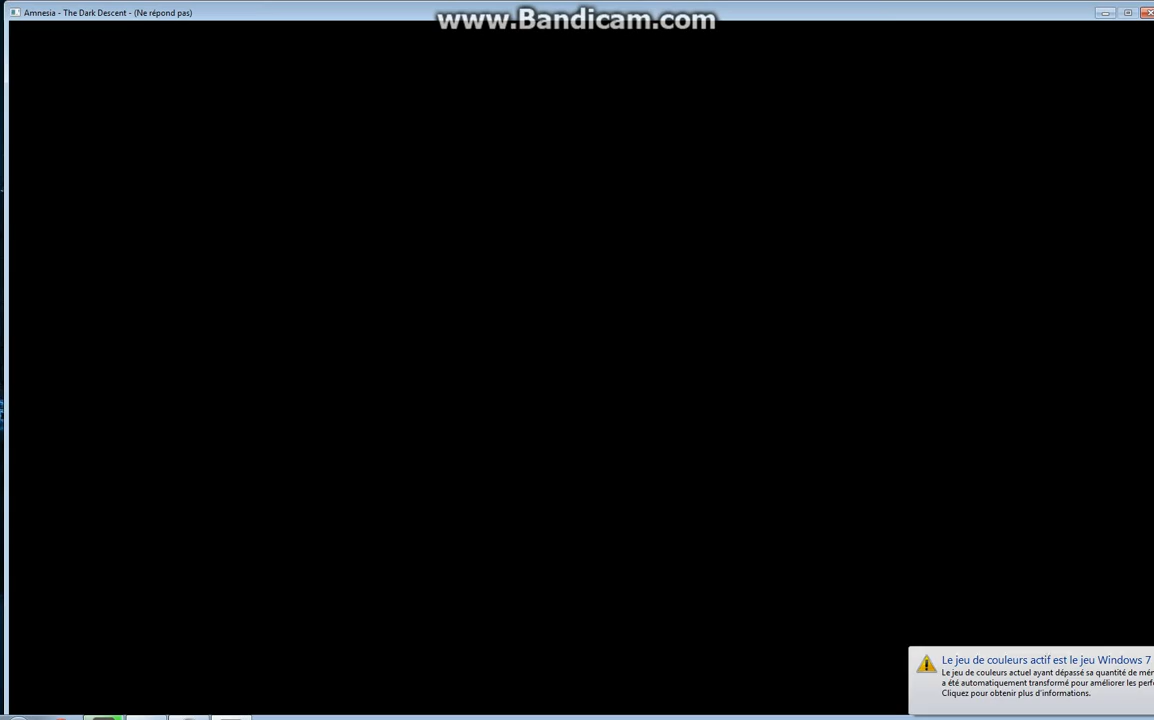 Amnesia - The Dark Descent - (Ne répond pas)
www.Bandicam.com
Le jeu de couleurs actif est le jeu Windows 7
Le jeu de couleurs actuel ayant dépassé sa quantité de
a été automatiquement transformé pour améliorer les
Cliquez pour obtenir plus d'informations.